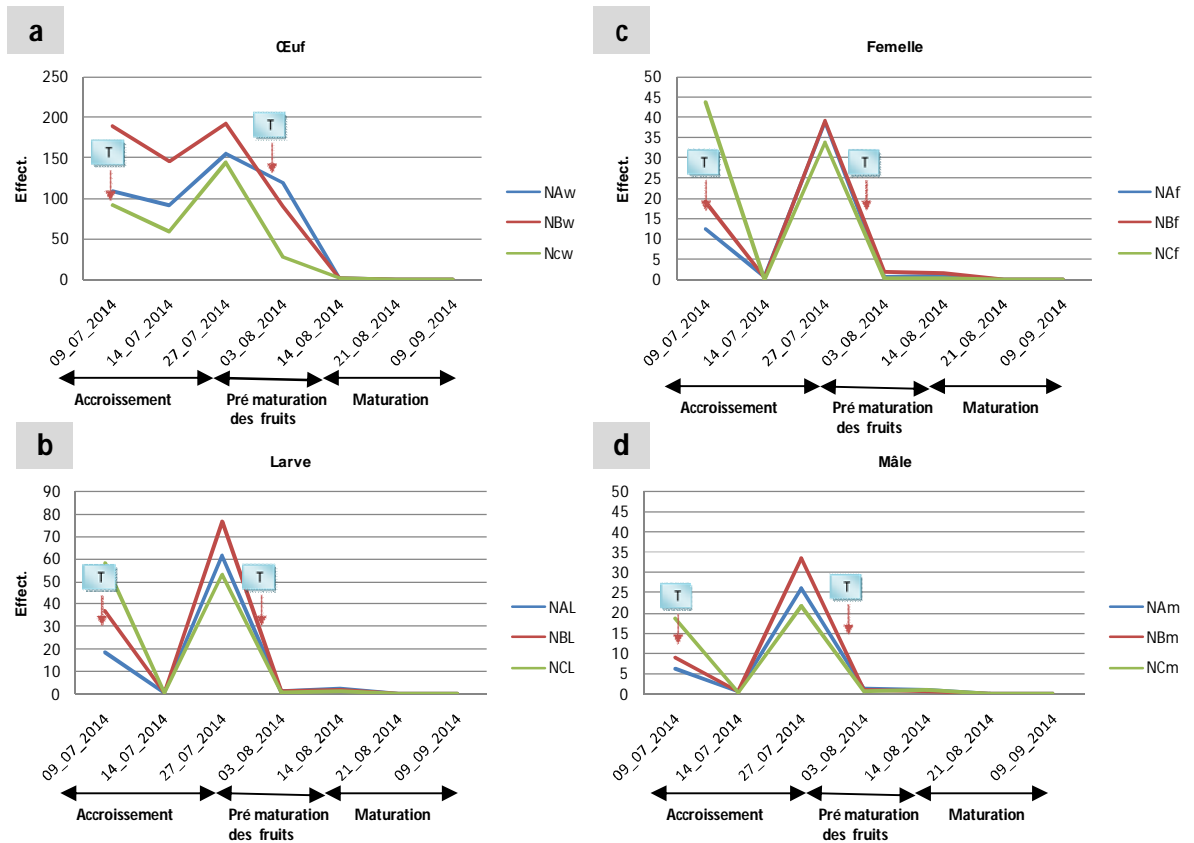 a
Œuf
Effect.
250
200
150
100
50
0
T
T
NAw
NBw
Ncw
09_07_2014
14_07_2014
27_07_2014
03_08_2014
14_08_2014
21_08_2014
09_09_2014
Accroissement
Pré maturation
des fruits
Maturation
c
Femelle
Effect.
50
45
40
35
30
25
20
15
10
5
0
T
T
NAf
NBf
NCf
09_07_2014
14_07_2014
27_07_2014
03_08_2014
14_08_2014
21_08_2014
09_09_2014
Accroissement
Pré maturation
des fruits
Maturation
b
Larve
Effect.
90
80
70
60
50
40
30
20
10
0
T
T
NAL
NBL
NCL
09_07_2014
14_07_2014
27_07_2014
03_08_2014
14_08_2014
21_08_2014
09_09_2014
Accroissement
Pré maturation
des fruits
Maturation
d
Mâle
50
45
40
35
30
25
20
15
10
5
0
T
T
NAm
NBm
NCm
09_07_2014
14_07_2014
27_07_2014
03_08_2014
14_08_2014
21_08_2014
09_09_2014
Accroissement
Pré maturation
des fruits
Maturation